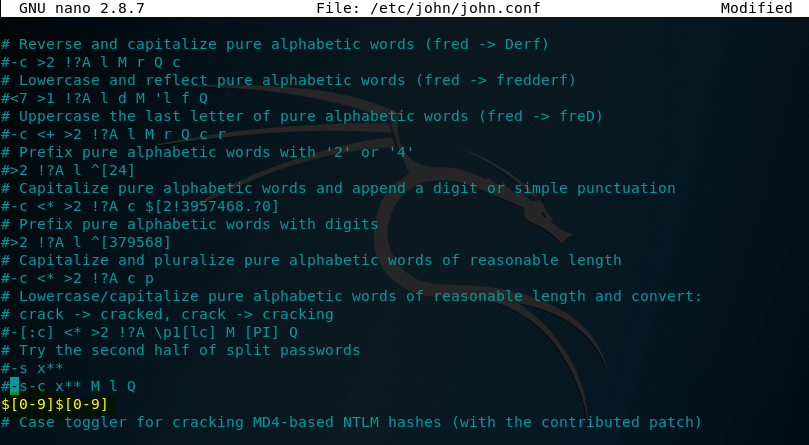 GNU nano 2.8.7 File: /etc/john/john.conf Modified
# Reverse and capitalize pure alphabetic words (fred -> Derf)
#-c >2 !?A l M r Q c
# Lowercase and reflect pure alphabetic words (fred -> fredderf)
#<7 >1 !?A l d M 'l f Q
# Uppercase the last letter of pure alphabetic words (fred -> freD)
#-c <+ >2 !?A l M r Q c r
# Prefix pure alphabetic words with '2' or '4'
#>2 !?A l ^[24]
# Capitalize pure alphabetic words and append a digit or simple punctuation
#-c <* >2 !?A c $[2!3957468.?0]
# Prefix pure alphabetic words with digits
#>2 !?A l ^[379568]
# Capitalize and pluralize pure alphabetic words of reasonable length
#-c <* >2 !?A c p
# Lowercase/capitalize pure alphabetic words of reasonable length and convert:
# crack -> cracked, crack -> cracking
#-[:c] <* >2 !?A \p1[lc] M [PI] Q
# Try the second half of split passwords
#-s x**
#-s-c x** M l Q
$[0-9]$[0-9]
# Case toggler for cracking MD4-based NTLM hashes (with the contributed patch)